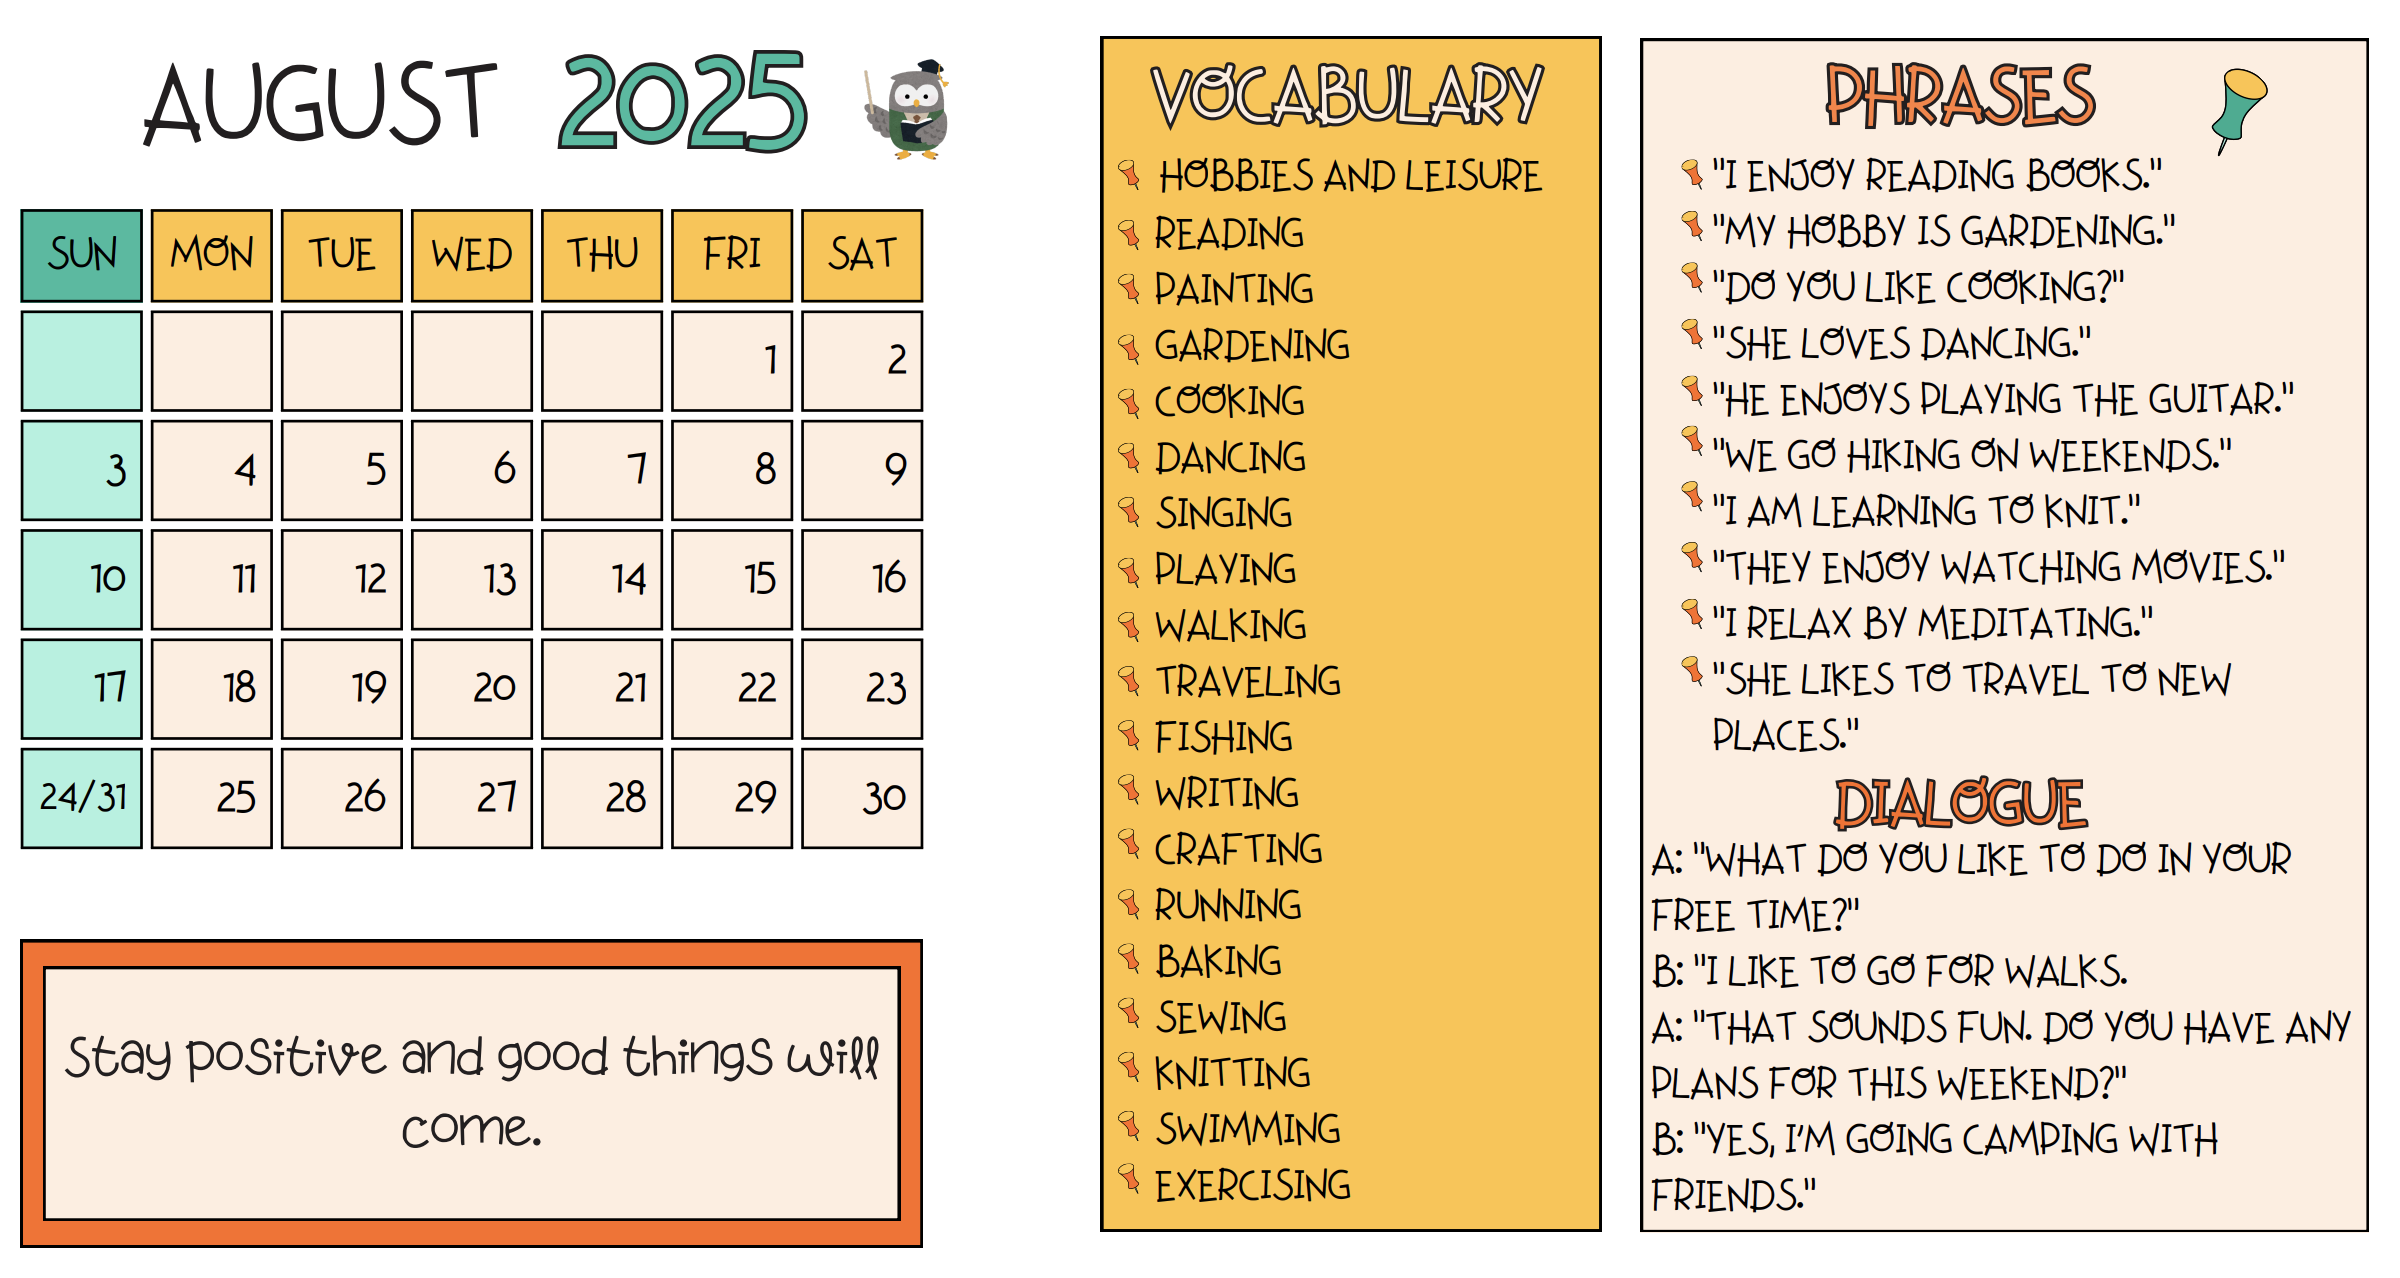 AUGUST 2025
SUN MON TUE WED THU FRI SAT
1 2
3 4 5 6 7 8 9
10 11 12 13 14 15 16
17 18 19 20 21 22 23
24/31 25 26 27 28 29 30
Stay positive and good things will
come.
VOCABULARY
HOBBIES AND LEISURE
READING
PAINTING
GARDENING
COOKING
DANCING
SINGING
PLAYING
WALKING
TRAVELING
FISHING
WRITING
CRAFTING
RUNNING
BAKING
SEWING
KNITTING
SWIMMING
EXERCISING
PHRASES
"I ENJOY READING BOOKS."
"MY HOBBY IS GARDENING."
"DO YOU LIKE COOKING?"
"SHE LOVES DANCING."
"HE ENJOYS PLAYING THE GUITAR."
"WE GO HIKING ON WEEKENDS."
"I AM LEARNING TO KNIT."
"THEY ENJOY WATCHING MOVIES."
"I RELAX BY MEDITATING."
"SHE LIKES TO TRAVEL TO NEW
PLACES."
DIALOGUE
A: "WHAT DO YOU LIKE TO DO IN YOUR
FREE TIME?"
B: "I LIKE TO GO FOR WALKS.
A: "THAT SOUNDS FUN. DO YOU HAVE ANY
PLANS FOR THIS WEEKEND?"
B: "YES, I'M GOING CAMPING WITH
FRIENDS."